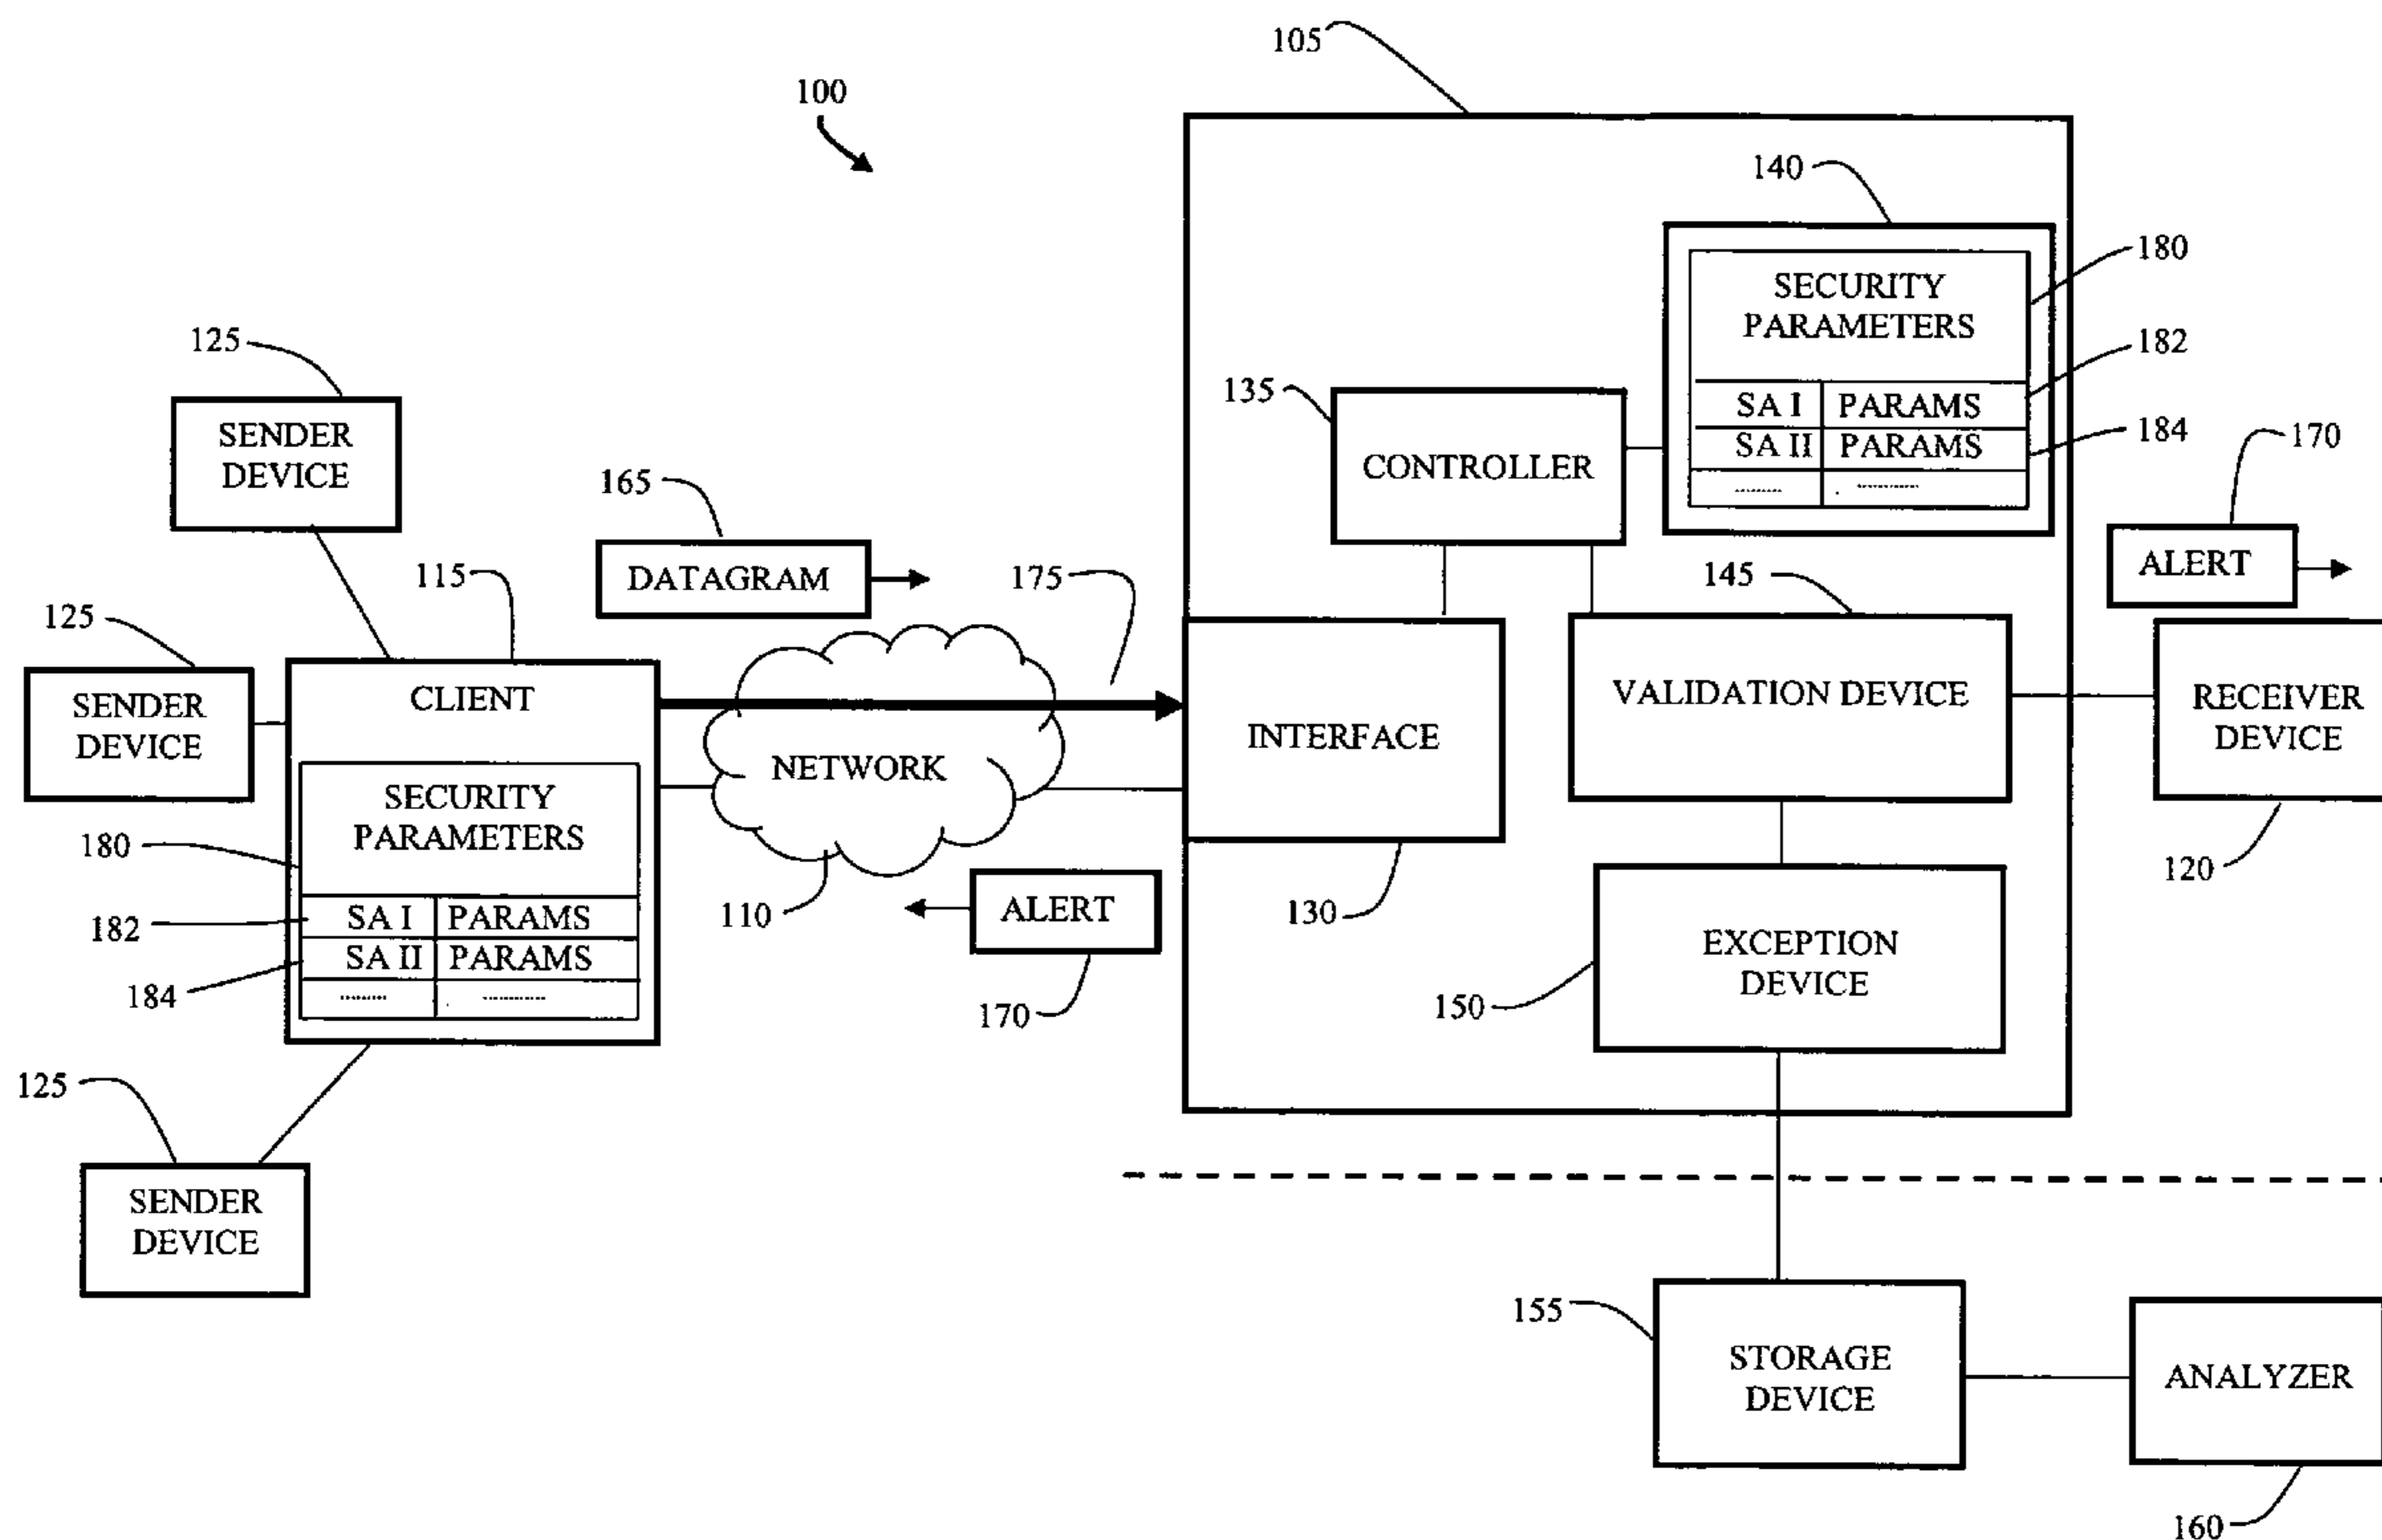 105
100
140
180
SECURITY
PARAMETERS
182
SA I PARAMS
184
SA II PARAMS
........ ............
135
CONTROLLER
170
ALERT
125
SENDER
DEVICE
165
DATAGRAM
175
145
VALIDATION DEVICE
115
CLIENT
125
SENDER
DEVICE
NETWORK
INTERFACE
RECEIVER
DEVICE
SECURITY
PARAMETERS
180
182
SA I PARAMS
184
SA II PARAMS
........ ............
110
ALERT
170
130
120
EXCEPTION
DEVICE
150
125
SENDER
DEVICE
155
STORAGE
DEVICE
ANALYZER
160